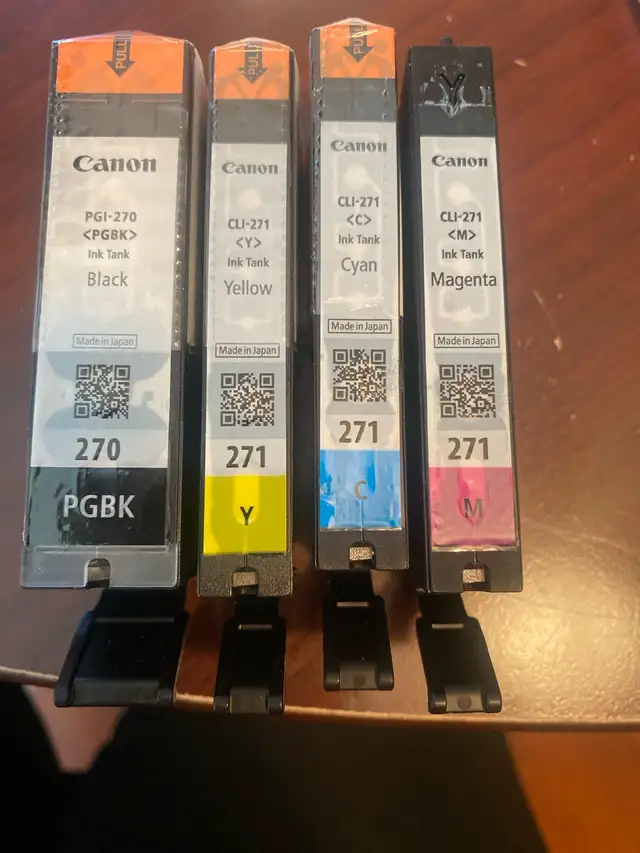 PULL
Canon
PGI-270
<PGBK>
Ink Tank
Black
Made in Japan
270
PGBK
PULL
Canon
CLI-271
<Y>
Ink Tank
Yellow
Made in Japan
271
Y
PULL
Canon
CLI-271
<C>
Ink Tank
Cyan
Made in Japan
271
C
Y
Canon
CLI-271
<M>
Ink Tank
Magenta
Made in Japan
271
M